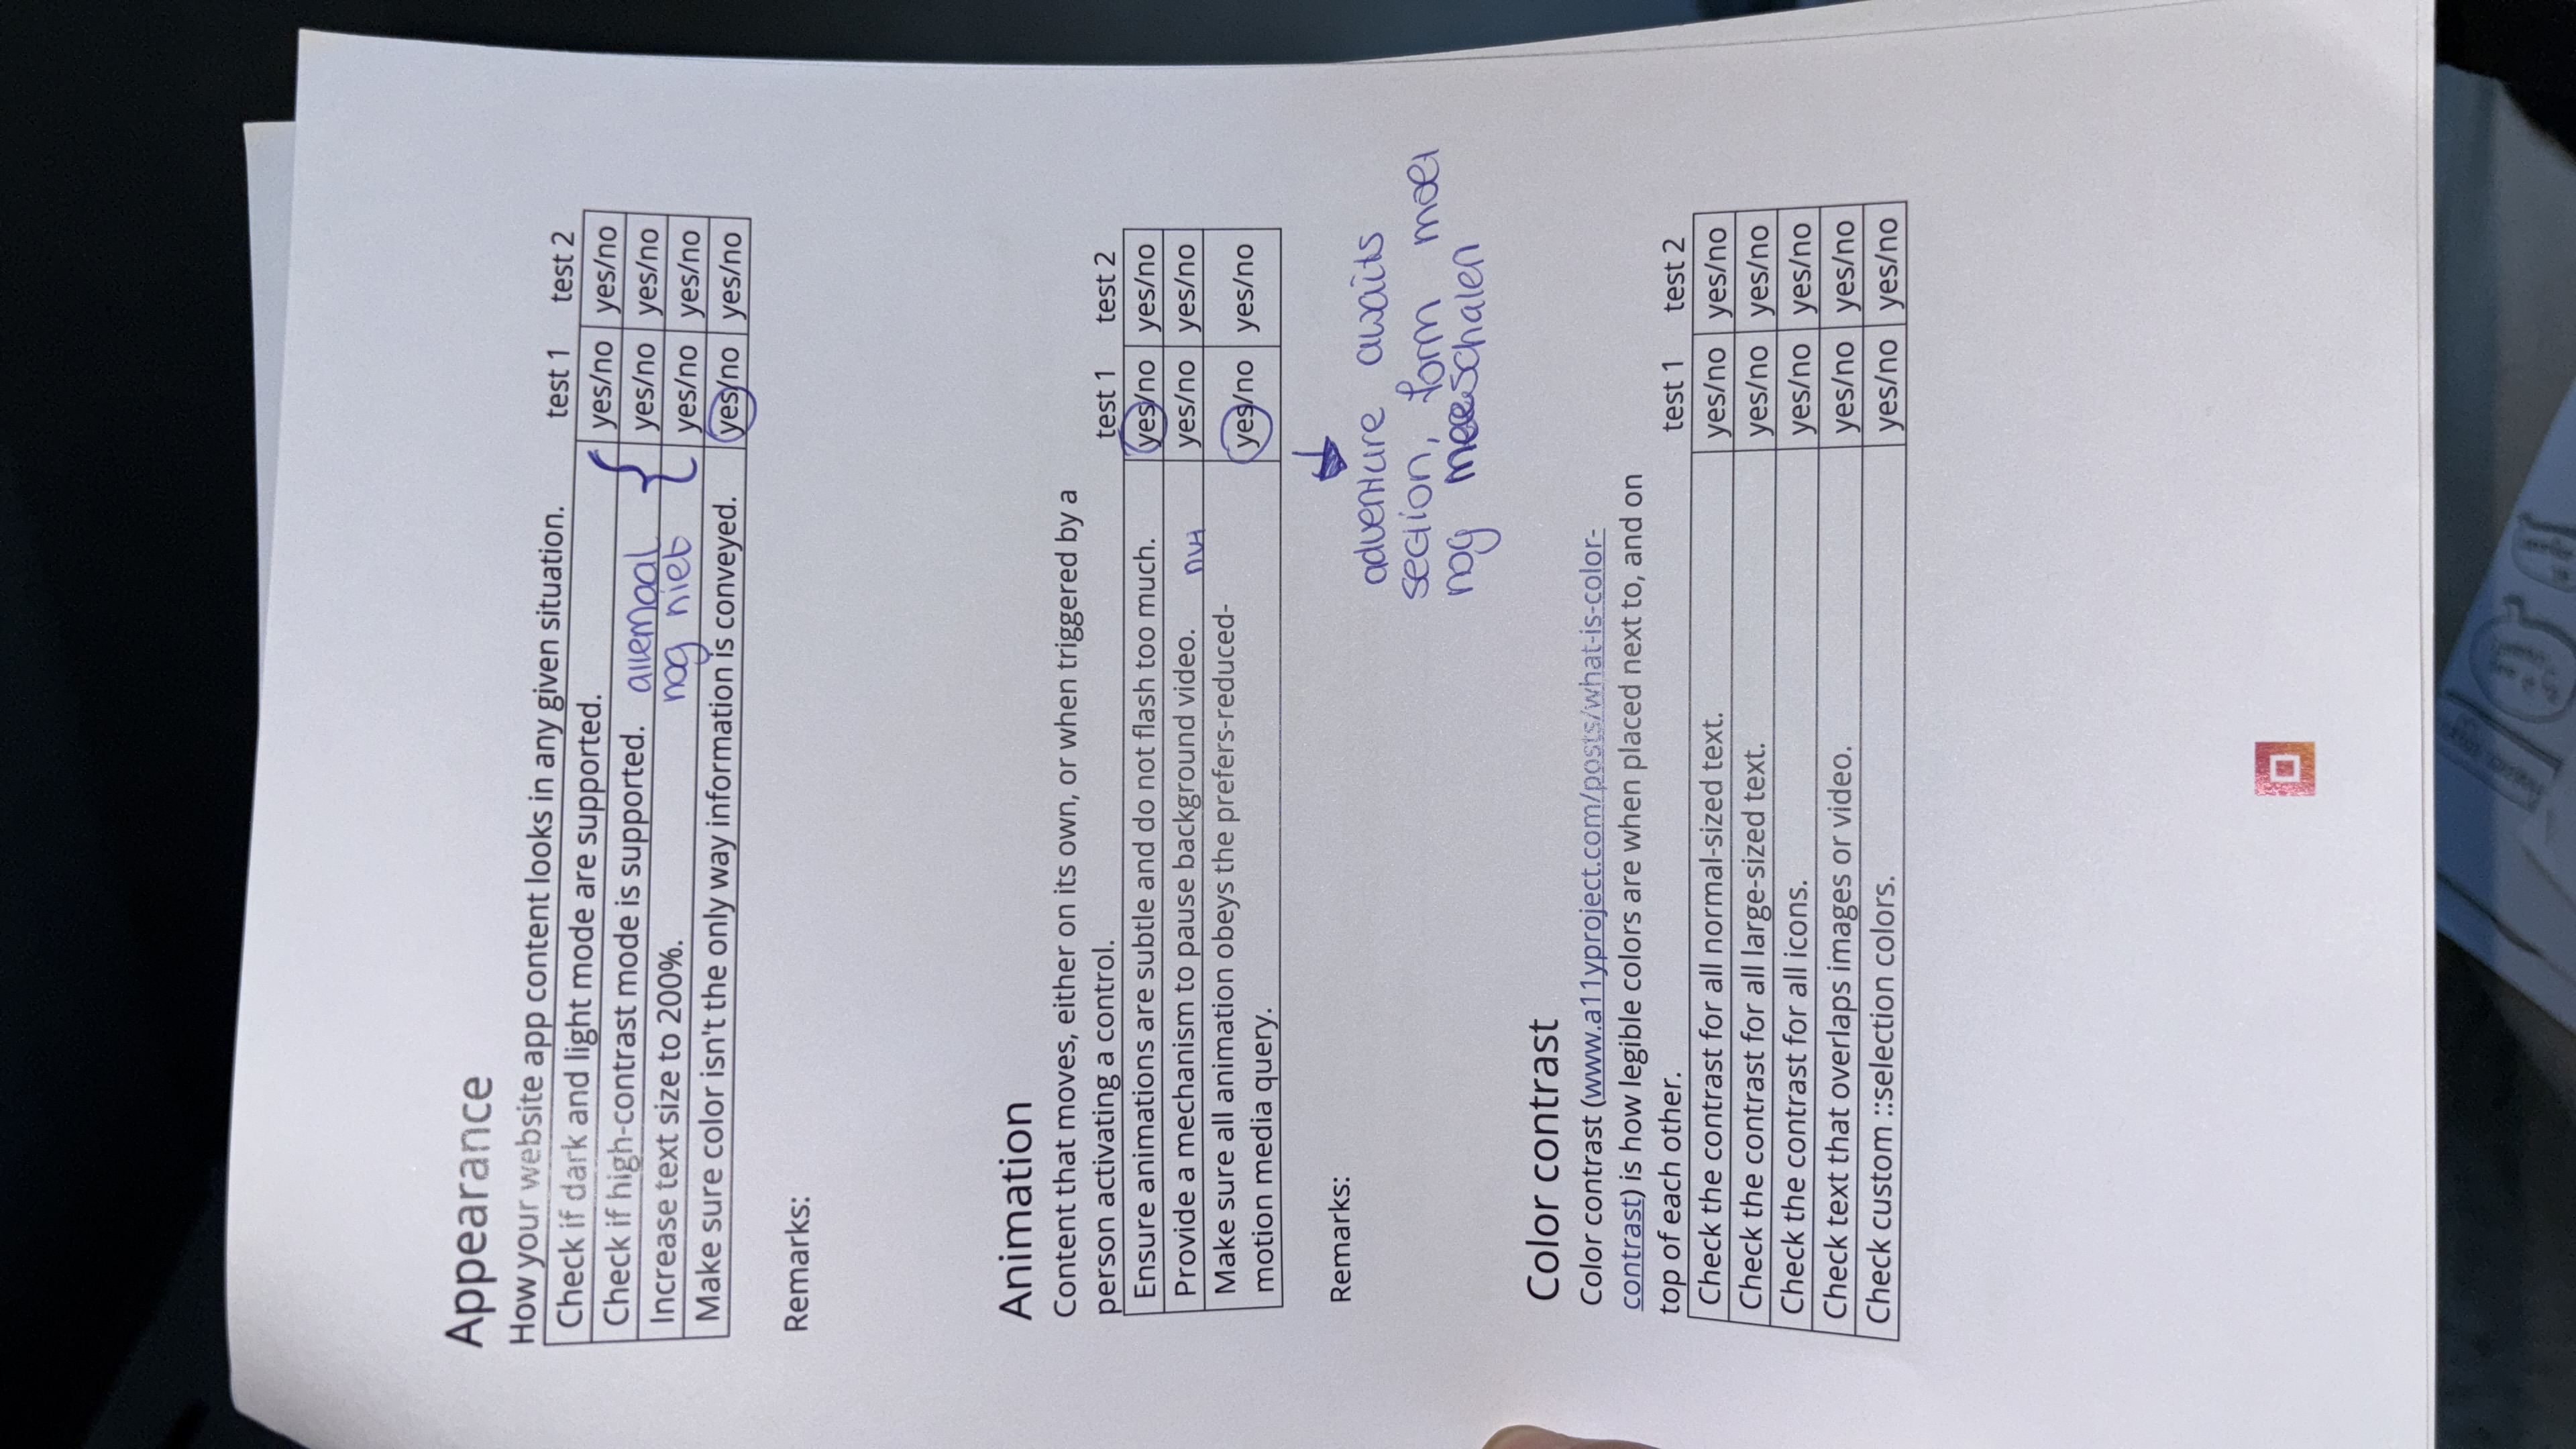 Appearance
How your website app content looks in any given situation. test 1 test 2
Check if dark and light mode are supported. yes/no yes/no
Check if high-contrast mode is supported. allemaal yes/no yes/no
Increase text size to 200%. nog niet yes/no yes/no
Make sure color isn't the only way information is conveyed. yes/no yes/no
Remarks:
Animation
Content that moves, either on its own, or when triggered by a
person activating a control. test 1 test 2
Ensure animations are subtle and do not flash too much. yes/no yes/no
Provide a mechanism to pause background video. yes/no yes/no
Make sure all animation obeys the prefers-reduced-
motion media query. yes/no yes/no
Remarks:
adventure awaits
section, form moet
nog meeschalen
Color contrast
Color contrast (www.a11yproject.com/posts/what-is-color-
contrast) is how legible colors are when placed next to, and on
top of each other. test 1 test 2
Check the contrast for all normal-sized text. yes/no yes/no
Check the contrast for all large-sized text. yes/no yes/no
Check the contrast for all icons. yes/no yes/no
Check text that overlaps images or video. yes/no yes/no
Check custom ::selection colors. yes/no yes/no